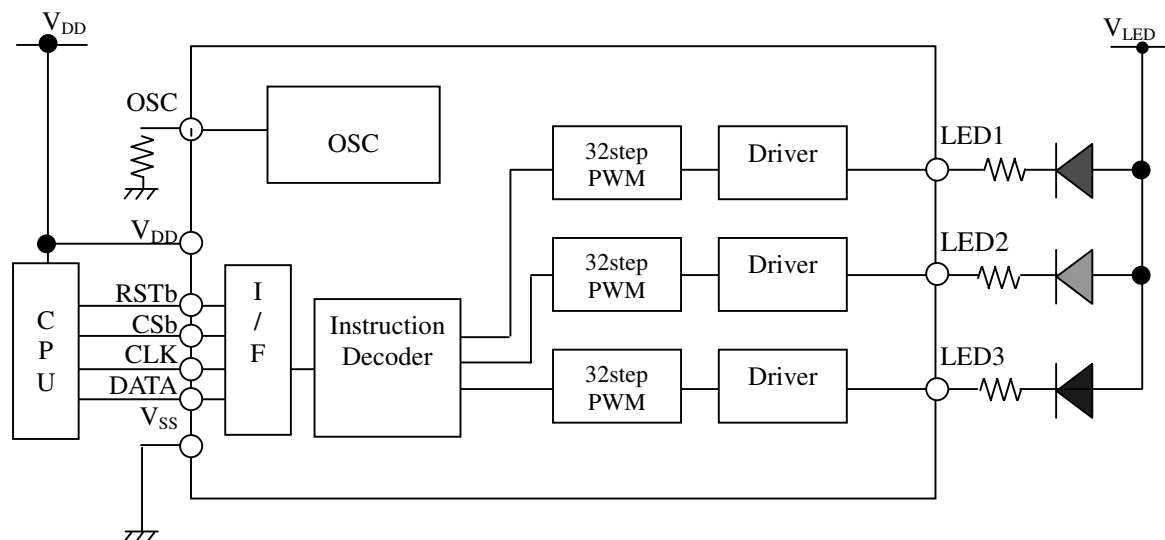 VDD
VLED
OSC
OSC
LED1
32step
PWM
Driver
VDD
LED2
32step
PWM
Driver
CPU
RSTb
CSb
CLK
DATA
I/F
Instruction
Decoder
LED3
32step
PWM
Driver
VSS